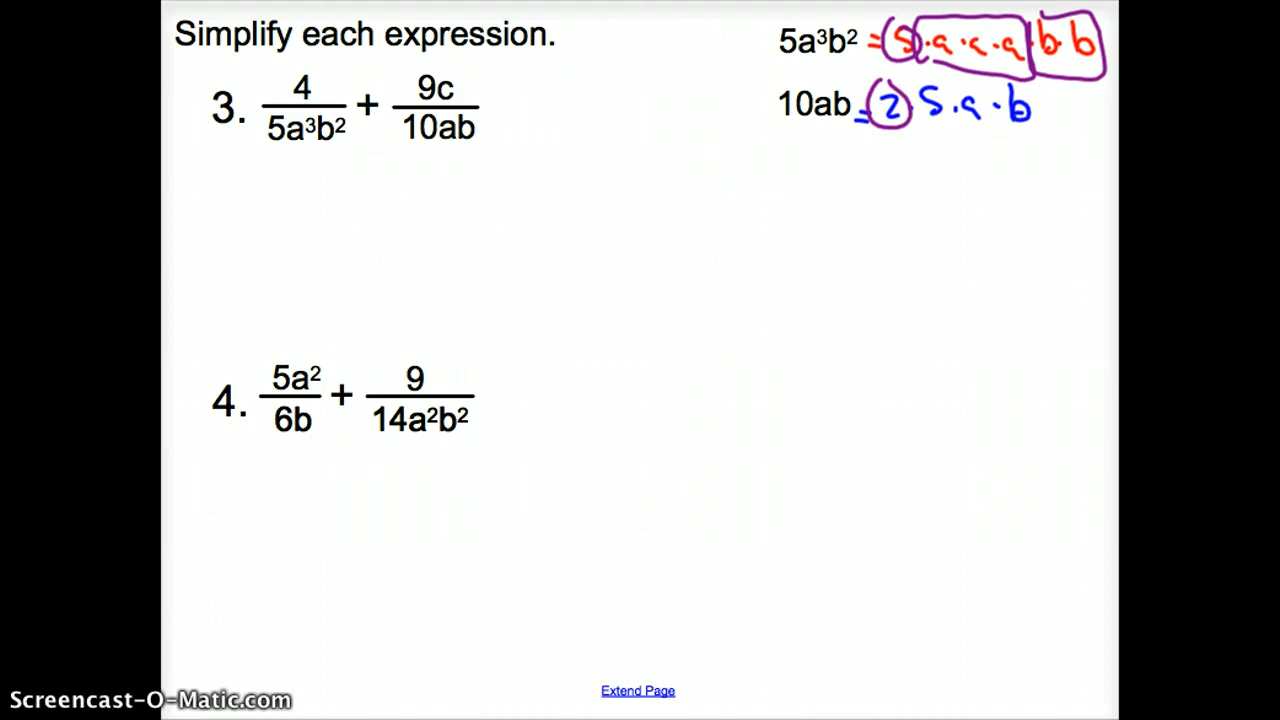 Simplify each expression.
3. 4/5a³b² + 9c/10ab
5a³b² = 5·a·a·a·b·b
10ab = 2 5·a·b
4. 5a²/6b + 9/14a²b²
Extend Page
Screencast-O-Matic.com